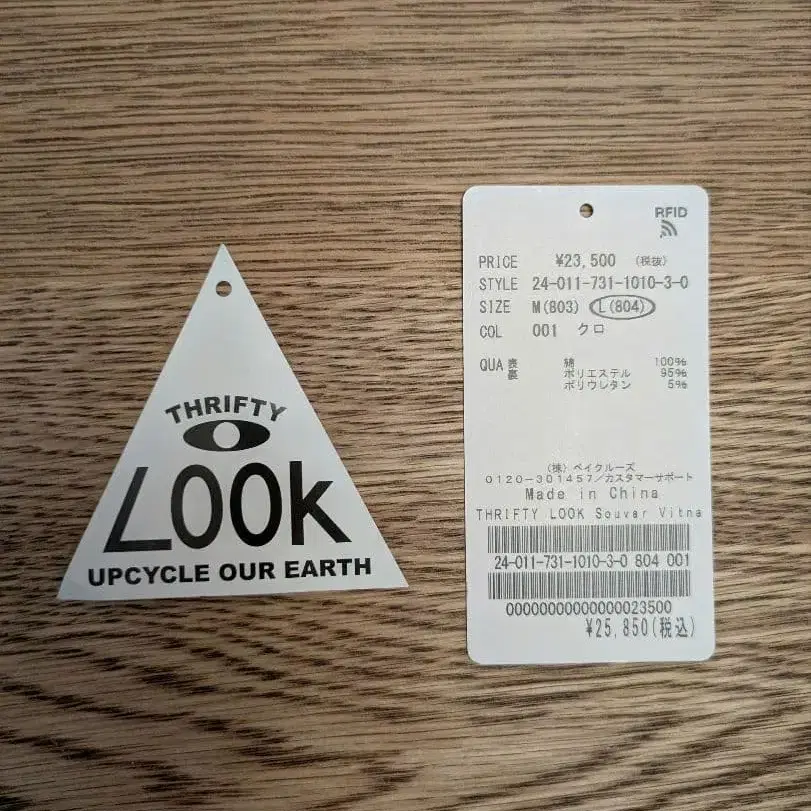 THRIFTY
LOOK
UPCYCLE OUR EARTH
RFID
PRICE ¥23,500 (税抜)
STYLE 24-011-731-1010-3-0
SIZE M(803) L(804)
COL 001 クロ
QUA 表 綿 100%
裏 ポリエステル 95%
ポリウレタン 5%
(株) ベイクルーズ
0120-301457/カスタマーサポート
Made in China
THRIFTY LOOK Souver Vitna
24-011-731-1010-3-0 804 001
00000000000000023500
¥25,850(税込)